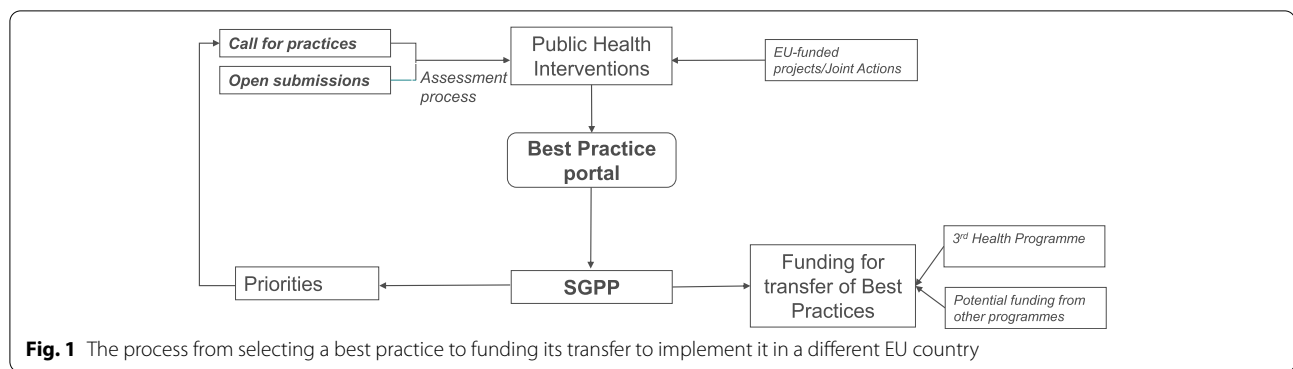 Call for practices
Open submissions
Assessment
process
Public Health
Interventions
EU-funded
projects/Joint Actions
Best Practice
portal
Priorities
SGPP
Funding for
transfer of Best
Practices
3rd Health Programme
Potential funding from
other programmes
Fig. 1 The process from selecting a best practice to funding its transfer to implement it in a different EU country